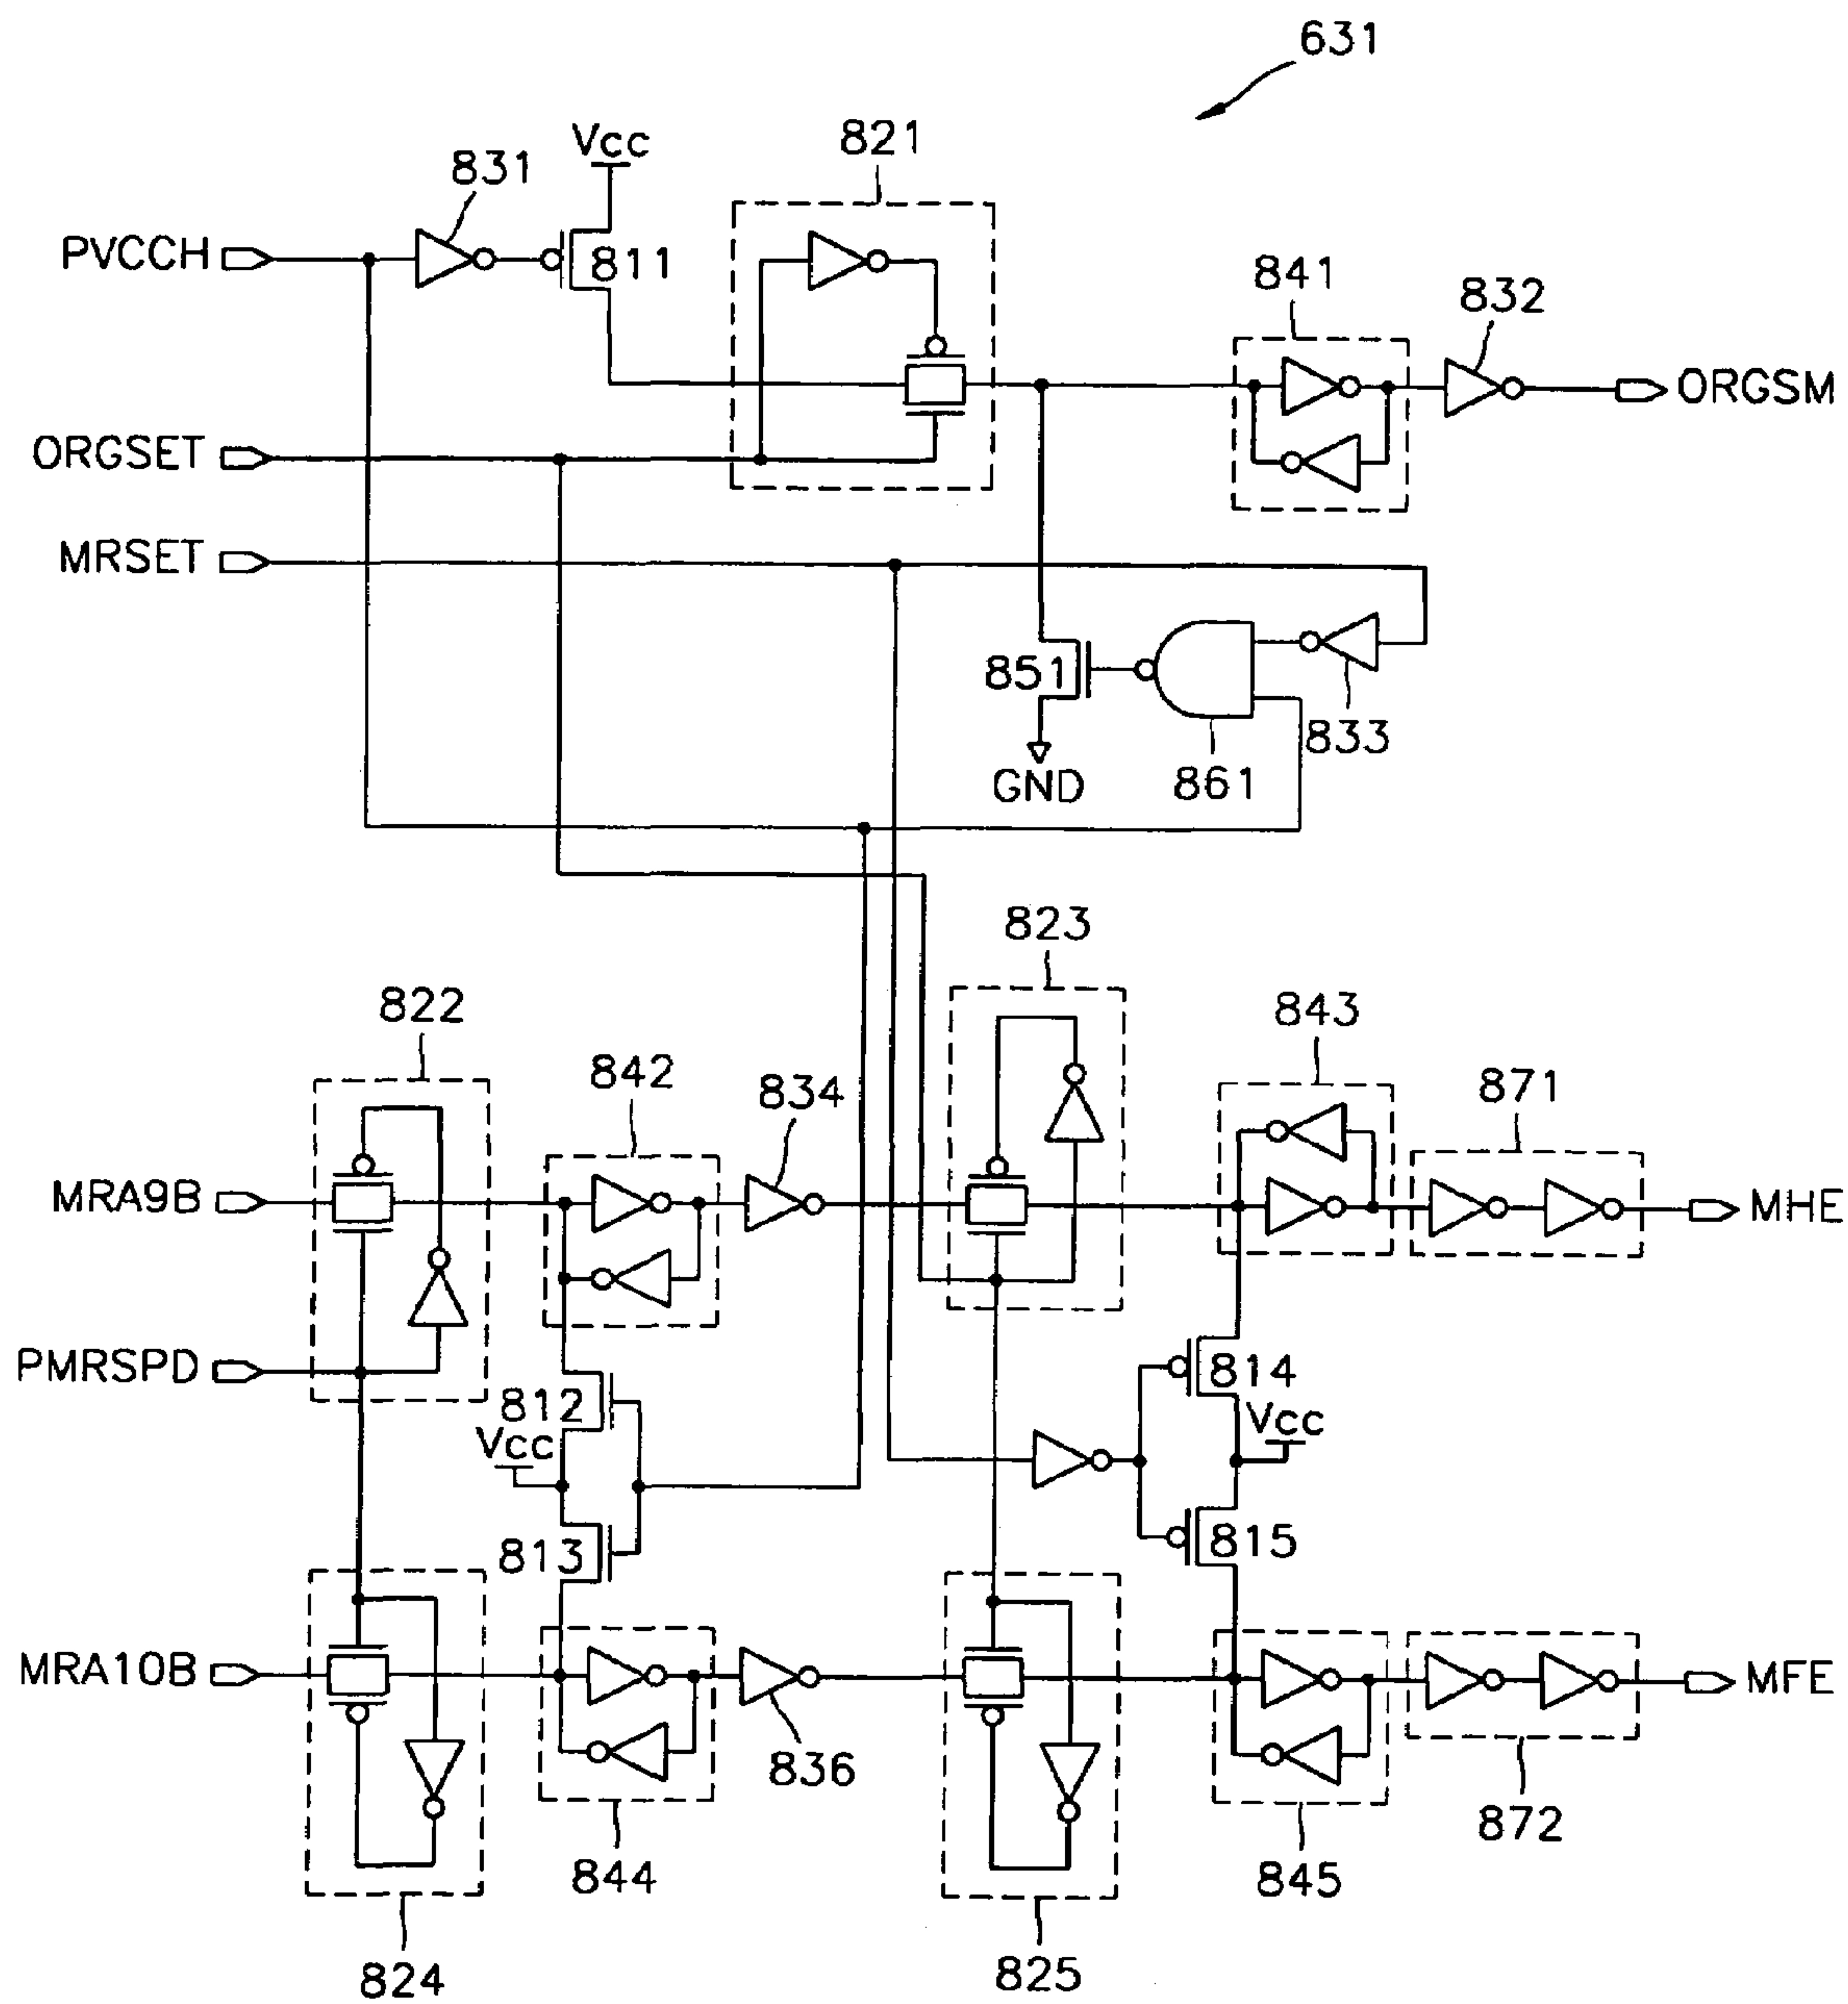 631
Vcc
821
831
PVCCH
811
841
832
ORGSM
ORGSET
MRSET
851
833
GND
861
823
822
843
842
834
871
MRA9B
MHE
PMRSPD
812
814
Vcc
Vcc
813
815
MRA10B
MFE
836
872
844
845
824
825